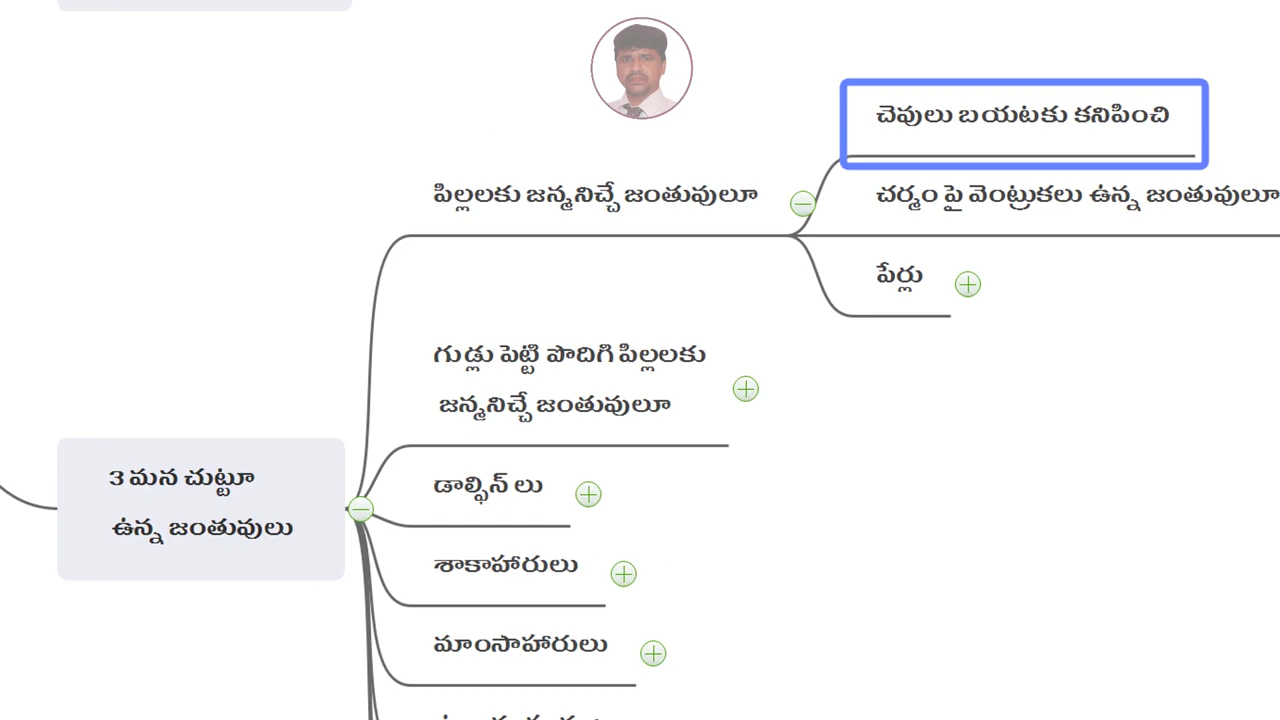 చెవులు బయటకు కనిపించి
పిల్లలకు జన్మనిచ్చే జంతువులూ
చర్మం పై వెంట్రుకలు ఉన్న జంతువులూ
పేర్లు
గుడ్లు పెట్టి పొదిగి పిల్లలకు
జన్మనిచ్చే జంతువులూ
డాల్ఫిన్ లు
3 మన చుట్టూ
ఉన్న జంతువులు
శాకాహారులు
మాంసాహారులు